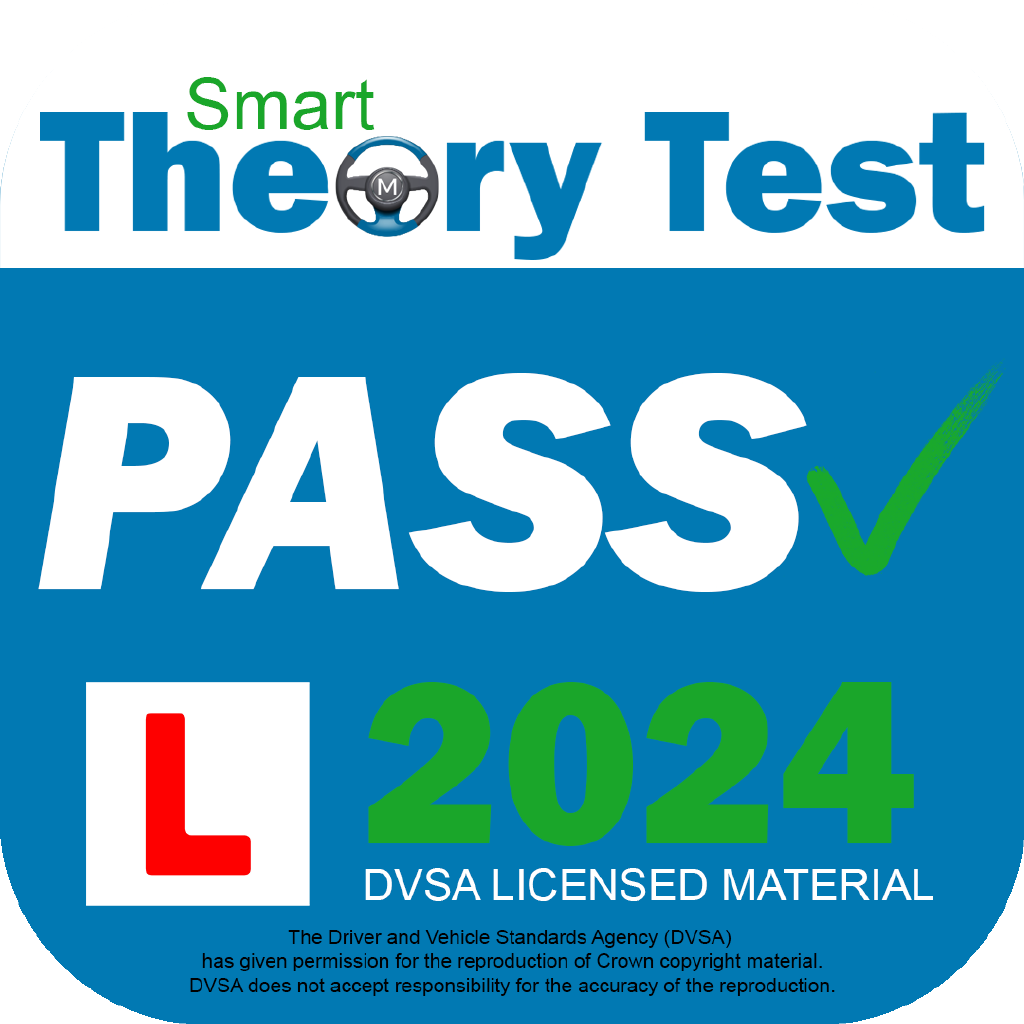 Smart
Theory Test
M
PASS
L
2024
DVSA LICENSED MATERIAL
The Driver and Vehicle Standards Agency (DVSA)
has given permission for the reproduction of Crown copyright material.
DVSA does not accept responsibility for the accuracy of the reproduction.